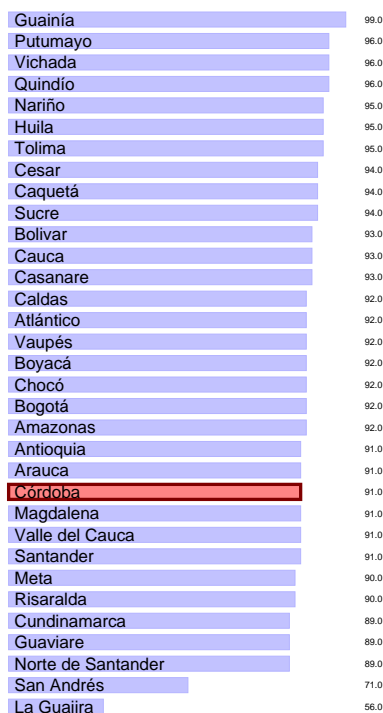 Guainía 99.0
Putumayo 96.0
Vichada 96.0
Quindío 96.0
Nariño 95.0
Huila 95.0
Tolima 95.0
Cesar 94.0
Caquetá 94.0
Sucre 94.0
Bolivar 93.0
Cauca 93.0
Casanare 93.0
Caldas 92.0
Atlántico 92.0
Vaupés 92.0
Boyacá 92.0
Chocó 92.0
Bogotá 92.0
Amazonas 92.0
Antioquia 91.0
Arauca 91.0
Córdoba 91.0
Magdalena 91.0
Valle del Cauca 91.0
Santander 91.0
Meta 90.0
Risaralda 90.0
Cundinamarca 89.0
Guaviare 89.0
Norte de Santander 89.0
San Andrés 71.0
La Guajira 56.0